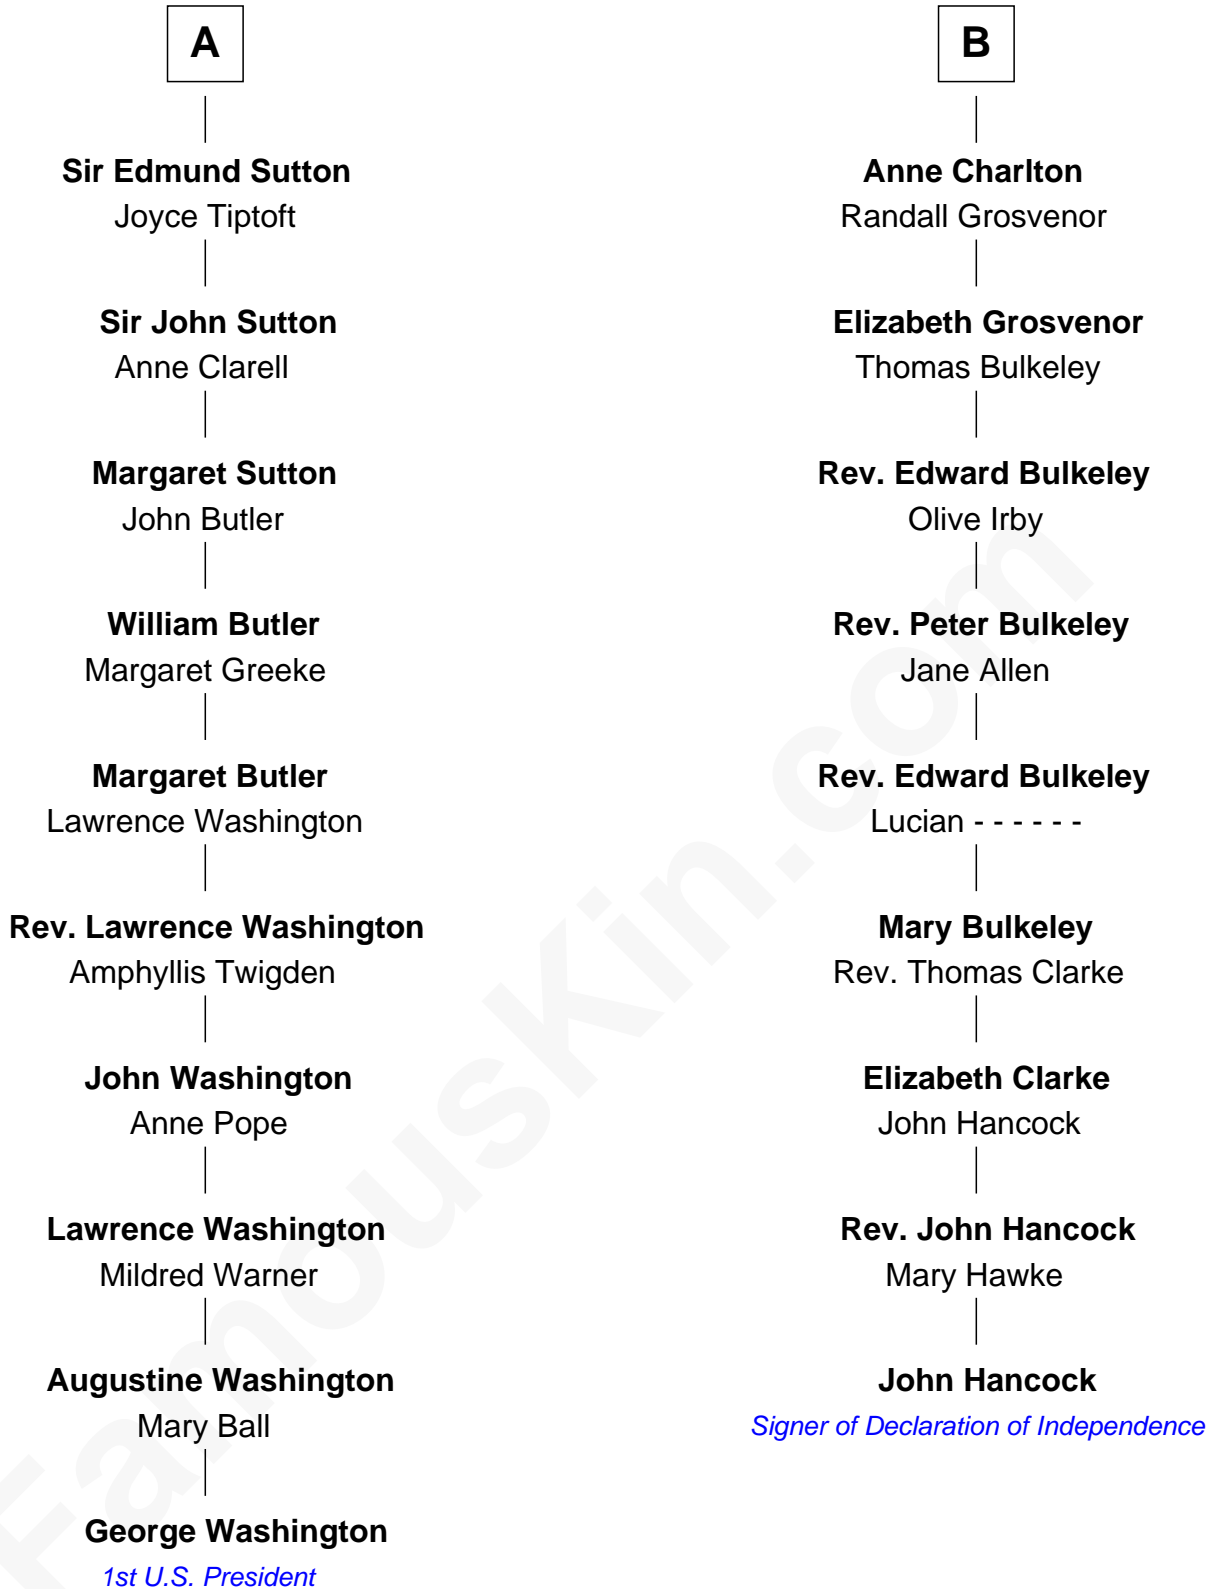 A
Sir Edmund Sutton
Joyce Tiptoft
Sir John Sutton
Anne Clarell
Margaret Sutton
John Butler
William Butler
Margaret Greeke
Margaret Butler
Lawrence Washington
Rev. Lawrence Washington
Amphyllis Twigden
John Washington
Anne Pope
Lawrence Washington
Mildred Warner
Augustine Washington
Mary Ball
George Washington
1st U.S. President
B
Anne Charlton
Randall Grosvenor
Elizabeth Grosvenor
Thomas Bulkeley
Rev. Edward Bulkeley
Olive Irby
Rev. Peter Bulkeley
Jane Allen
Rev. Edward Bulkeley
Lucian - - - - - -
Mary Bulkeley
Rev. Thomas Clarke
Elizabeth Clarke
John Hancock
Rev. John Hancock
Mary Hawke
John Hancock
Signer of Declaration of Independence
FamousKin.com